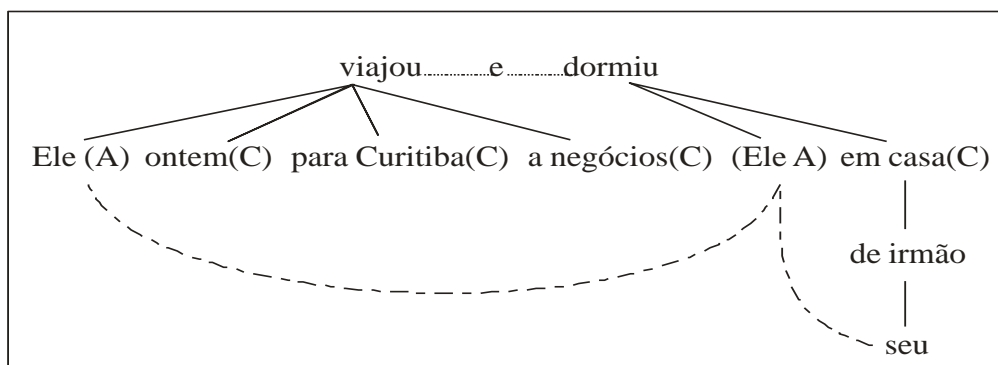 viajou..........e..........dormiu
Ele (A) ontem(C) para Curitiba(C) a negócios(C) (Ele A) em casa(C)
de irmão
seu